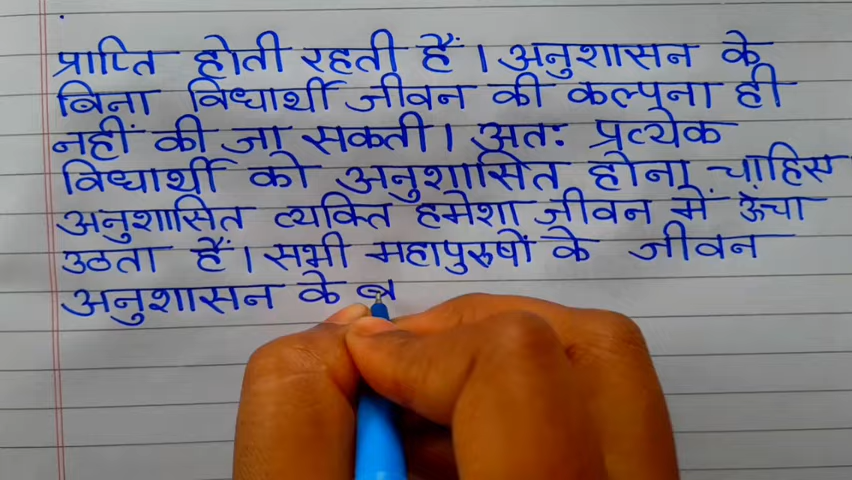 प्राप्ति होती रहती हैं। अनुशासन के
बिना विधार्थी जीवन की कल्पना ही
नहीं की जा सकती। अतः प्रत्येक
विधार्थी को अनुशासित होना चाहिए
अनुशासित व्यक्ति हमेशा जीवन में ऊँचा
उठता हैं। सभी महापुरुषों के जीवन
अनुशासन के